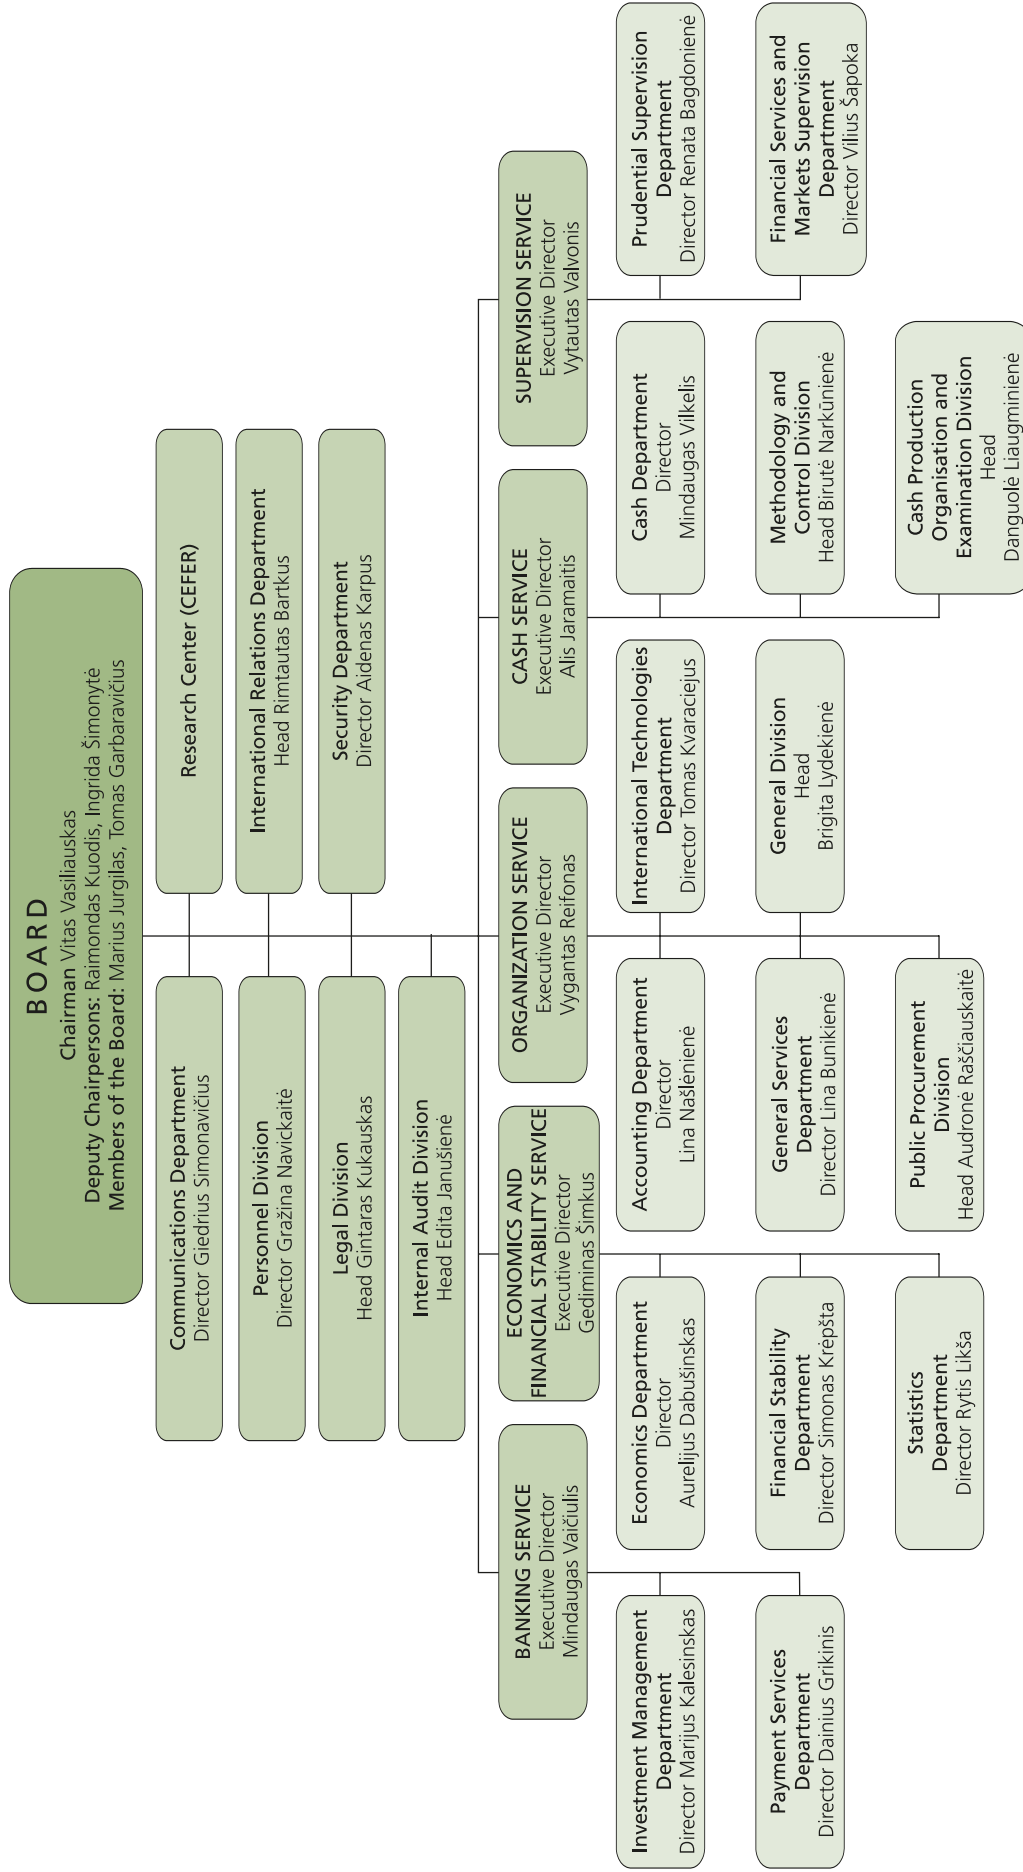 BOARD
Chairman Vitas Vasiliauskas
Deputy Chairpersons: Raimondas Kuodis, Ingrida Šimonytė
Members of the Board: Marius Jurgilas, Tomas Garbaravičius
Communications Department
Director Giedrius Simonavičius
Research Center (CEFER)
Personnel Division
Director Gražina Navickaitė
International Relations Department
Head Rimtautas Bartkus
Legal Division
Head Gintaras Kukauskas
Security Department
Director Aidenas Karpus
Internal Audit Division
Head Edita Janušienė
BANKING SERVICE
Executive Director
Mindaugas Vaičiulis
ECONOMICS AND
FINANCIAL STABILITY SERVICE
Executive Director
Gediminas Šimkus
ORGANIZATION SERVICE
Executive Director
Vygantas Reifonas
CASH SERVICE
Executive Director
Alis Jaramaitis
SUPERVISION SERVICE
Executive Director
Vytautas Valvonis
Investment Management
Department
Director Marijus Kalesinskas
Economics Department
Director
Aurelijus Dabušinskas
Accounting Department
Director
Lina Našlėnienė
International Technologies
Department
Director Tomas Kvaraciejus
Cash Department
Director
Mindaugas Vilkelis
Prudential Supervision
Department
Director Renata Bagdonienė
Payment Services
Department
Director Dainius Grikinis
Financial Stability
Department
Director Simonas Krėpšta
General Services
Department
Director Lina Bunikienė
General Division
Head
Brigita Lydekienė
Methodology and
Control Division
Head Birutė Narkūnienė
Financial Services and
Markets Supervision
Department
Director Vilius Šapoka
Statistics
Department
Director Rytis Likša
Public Procurement
Division
Head Audronė Raščiauskaitė
Cash Production
Organisation and
Examination Division
Head
Danguolė Liaugminienė